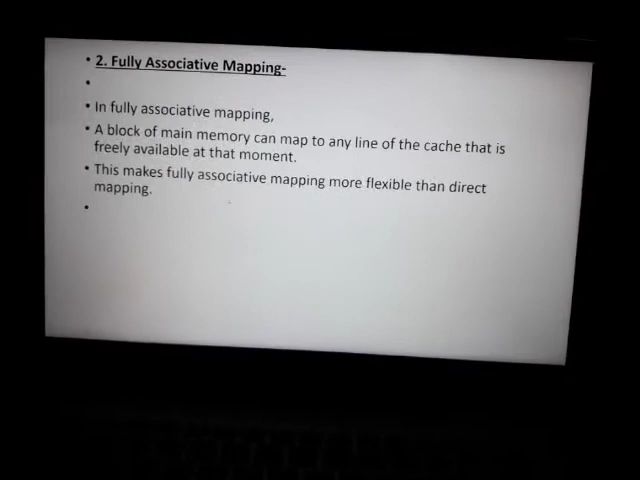 • 2. Fully Associative Mapping-
•
• In fully associative mapping,
• A block of main memory can map to any line of the cache that is
freely available at that moment.
• This makes fully associative mapping more flexible than direct
mapping.
•